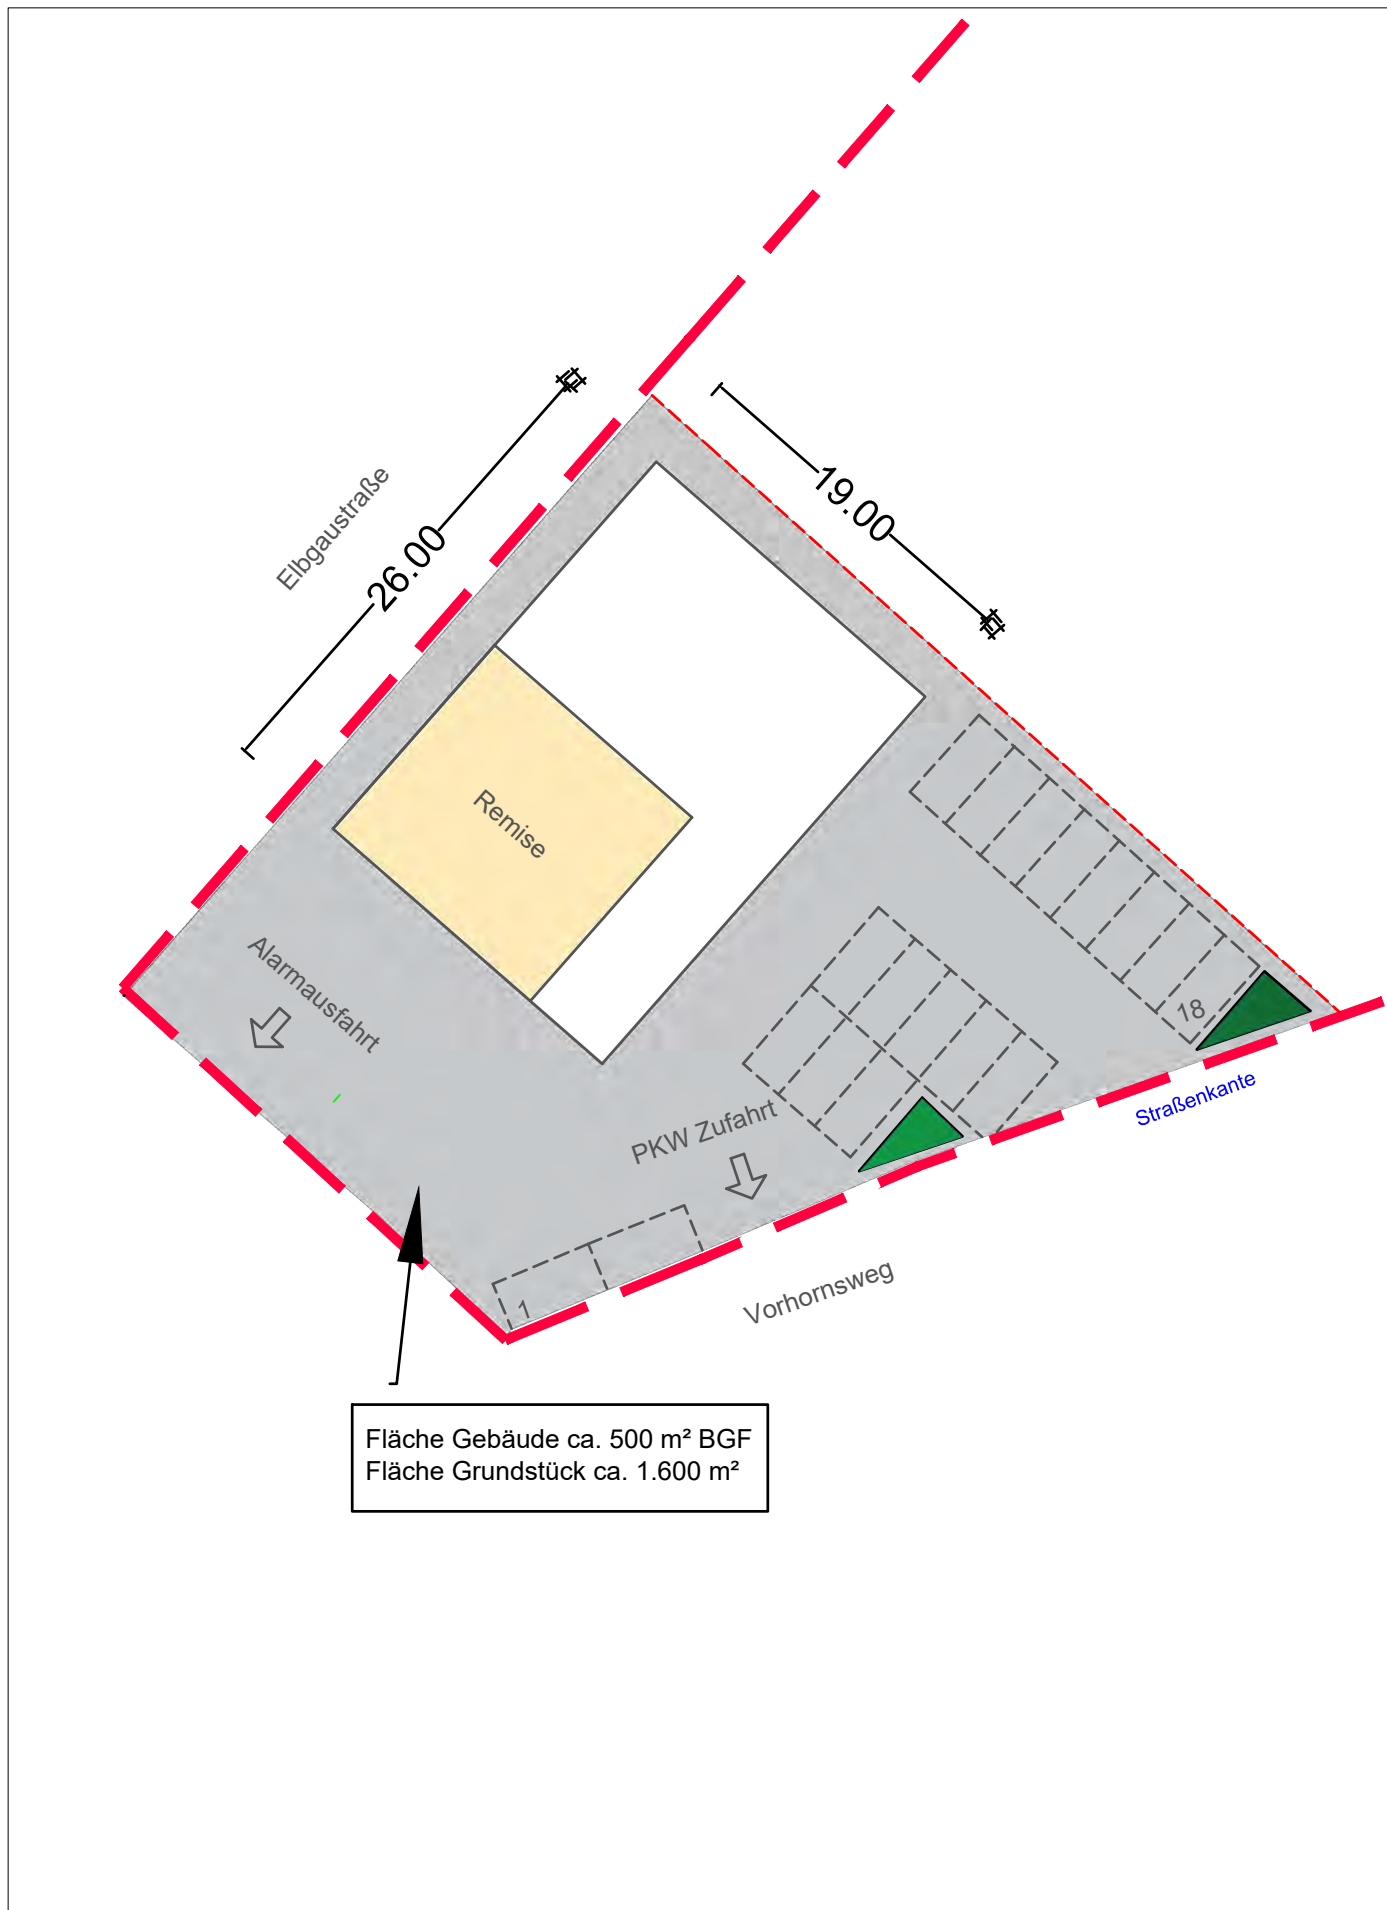 Elbgaustraße
26.00
19.00
Remise
Alarmausfahrt
18
Straßenkante
PKW Zufahrt
1
Vorhornsweg
Fläche Gebäude ca. 500 m² BGF
Fläche Grundstück ca. 1.600 m²